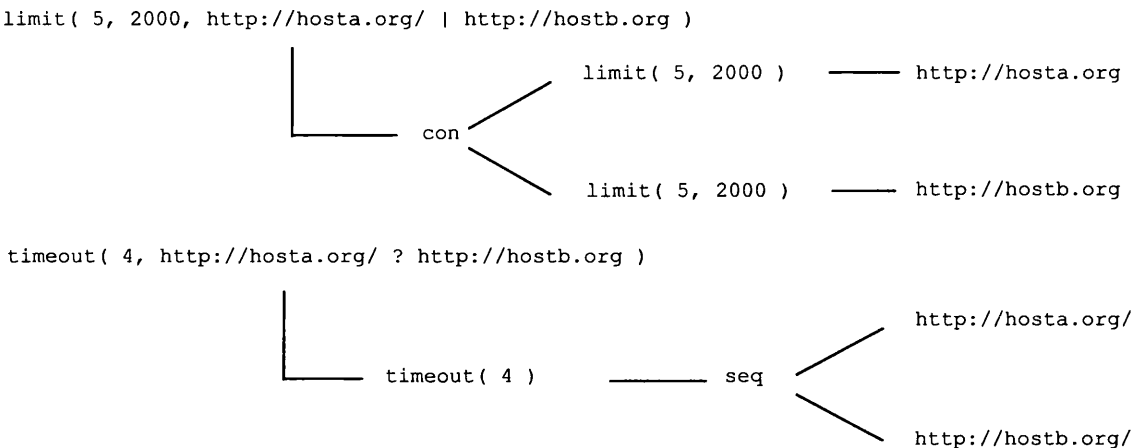 limit( 5, 2000, http://hosta.org/ | http://hostb.org )
limit( 5, 2000 )
http://hosta.org
con
limit( 5, 2000 )
http://hostb.org
timeout( 4, http://hosta.org/ ? http://hostb.org )
http://hosta.org/
timeout( 4 )
seq
http://hostb.org/